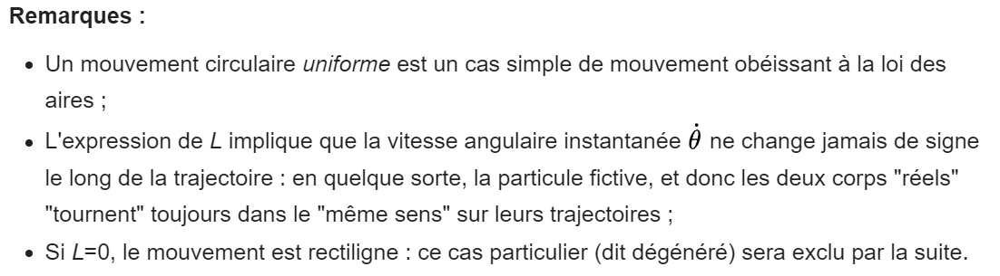 Remarques :
• Un mouvement circulaire uniforme est un cas simple de mouvement obéissant à la loi des
aires ;
• L'expression de L implique que la vitesse angulaire instantanée θ̇ ne change jamais de signe
le long de la trajectoire : en quelque sorte, la particule fictive, et donc les deux corps "réels"
"tournent" toujours dans le "même sens" sur leurs trajectoires ;
• Si L=0, le mouvement est rectiligne : ce cas particulier (dit dégénéré) sera exclu par la suite.